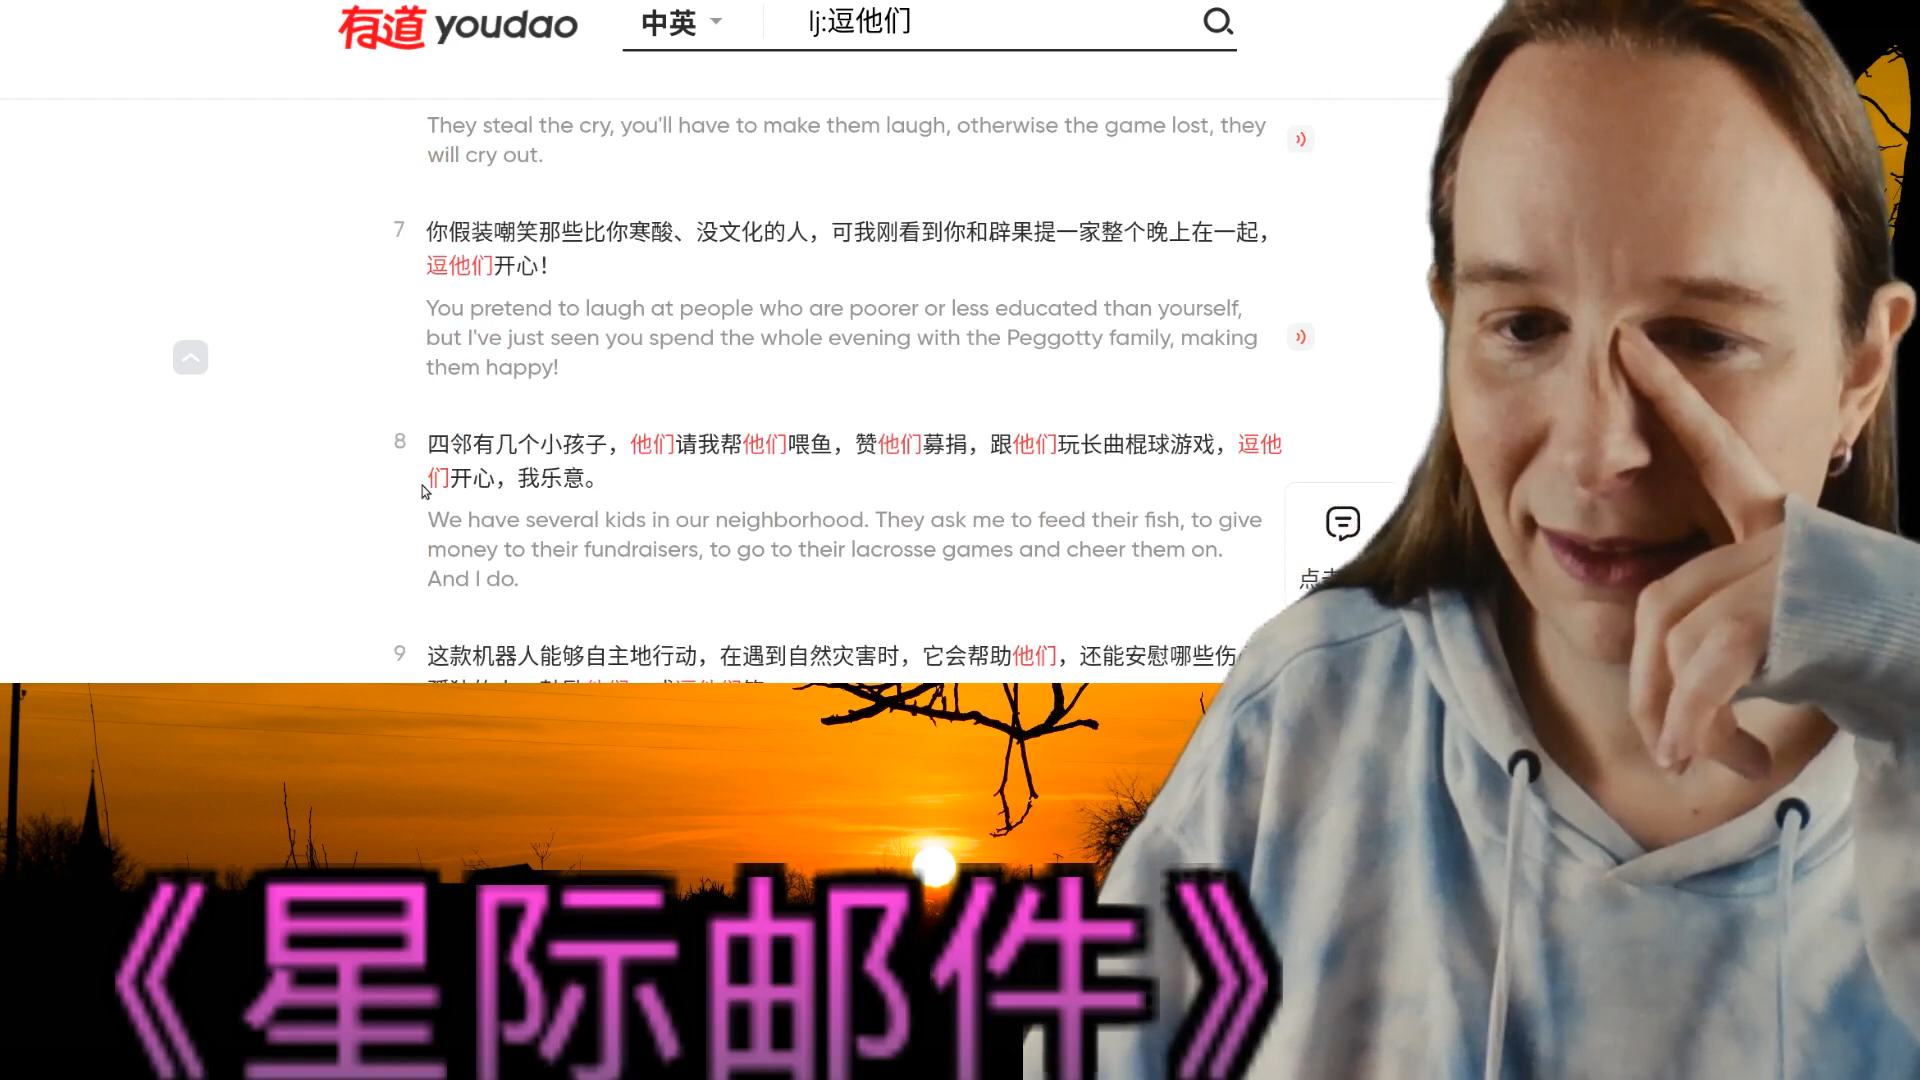 有道 youdao
中英
lj:逗他们
They steal the cry, you'll have to make them laugh, otherwise the game lost, they
will cry out.
7
你假装嘲笑那些比你寒酸、没文化的人，可我刚看到你和辟果提一家整个晚上在一起，
逗他们开心！
You pretend to laugh at people who are poorer or less educated than yourself,
but I've just seen you spend the whole evening with the Peggotty family, making
them happy!
8
四邻有几个小孩子，他们请我帮他们喂鱼，赞他们募捐，跟他们玩长曲棍球游戏，逗他
们开心，我乐意。
We have several kids in our neighborhood. They ask me to feed their fish, to give
money to their fundraisers, to go to their lacrosse games and cheer them on.
And I do.
点击
9
这款机器人能够自主地行动，在遇到自然灾害时，它会帮助他们，还能安慰哪些伤
《星际邮件》